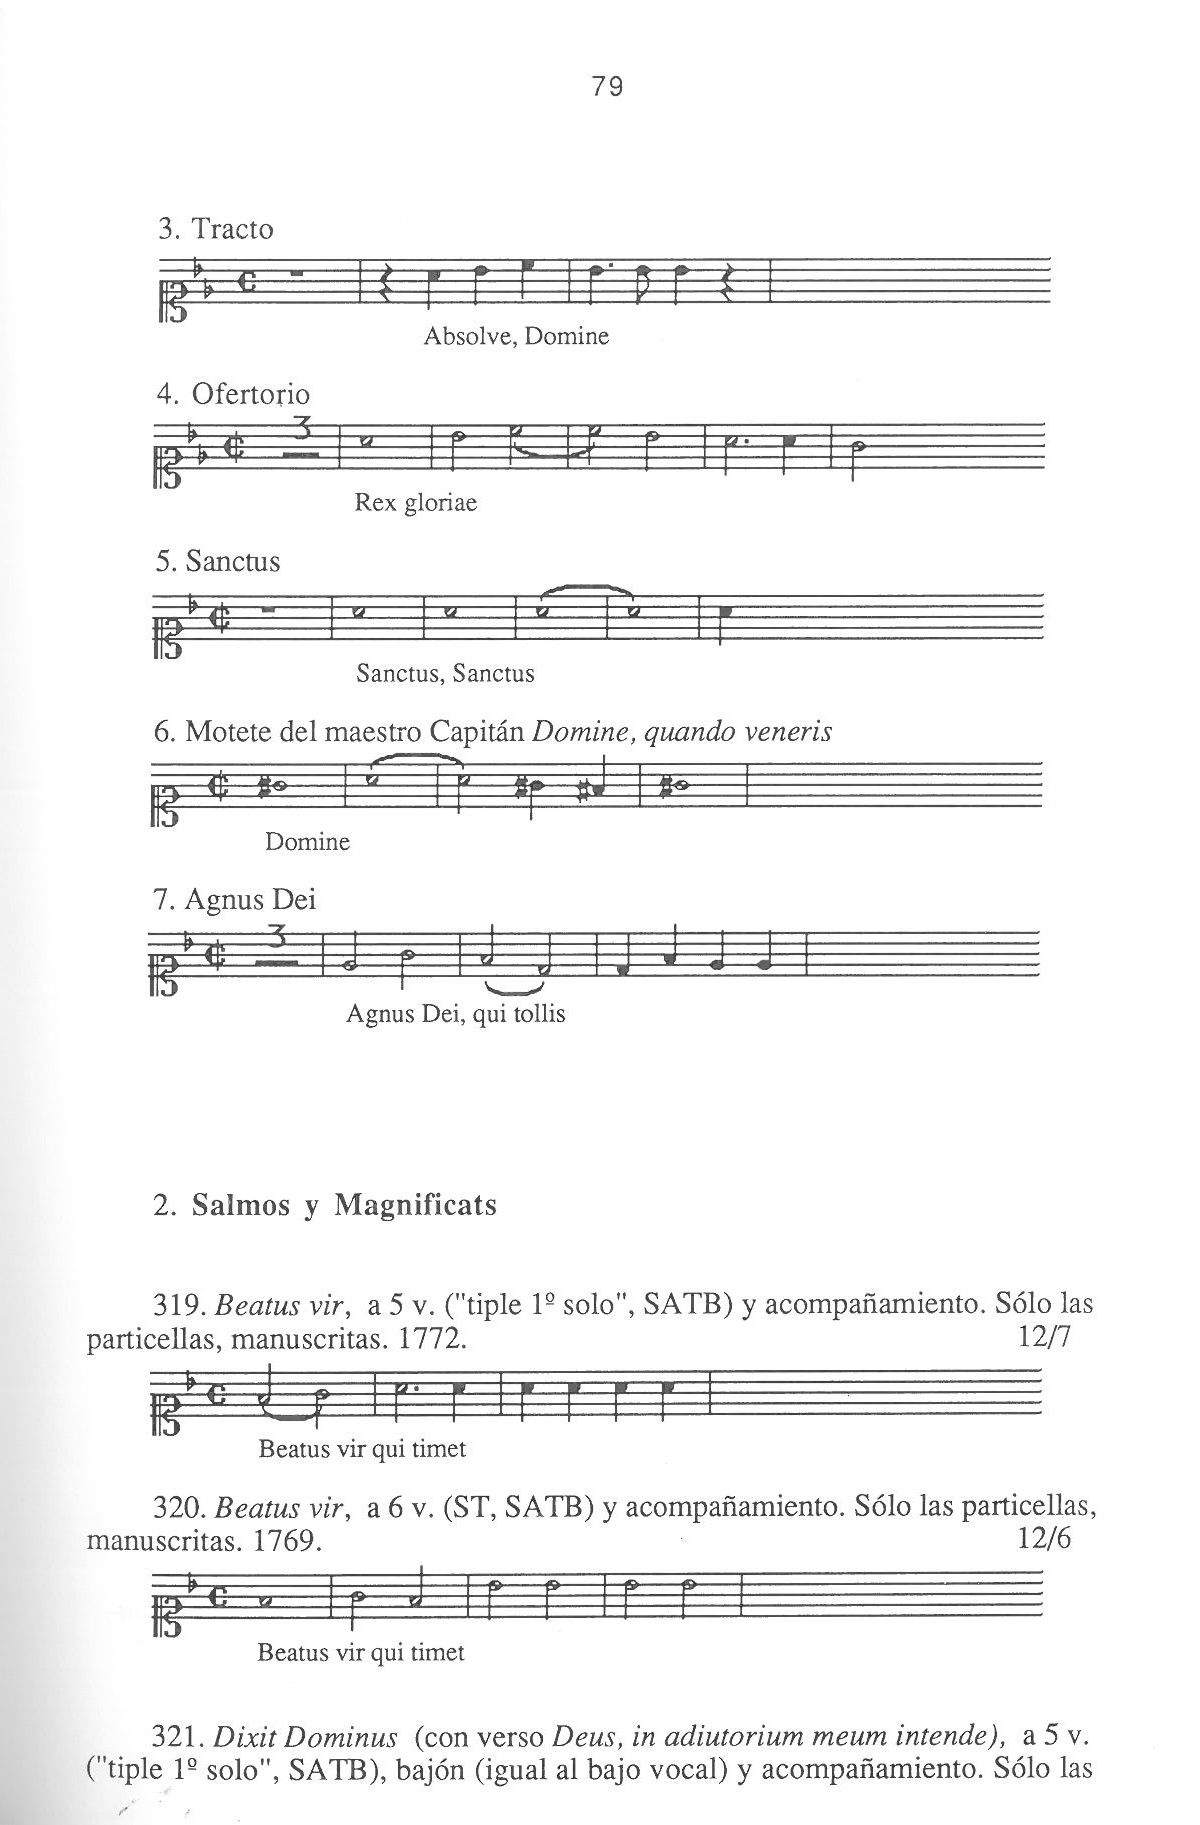 79
3. Tracto
Absolve, Domine
4. Ofertorio
3
Rex gloriae
5. Sanctus
Sanctus, Sanctus
6. Motete del maestro Capitán Domine, quando veneris
Domine
7. Agnus Dei
3
Agnus Dei, qui tollis
2. Salmos y Magnificats
319. Beatus vir, a 5 v. ("tiple 1º solo", SATB) y acompañamiento. Sólo las
particellas, manuscritas. 1772. 12/7
Beatus vir qui timet
320. Beatus vir, a 6 v. (ST, SATB) y acompañamiento. Sólo las particellas,
manuscritas. 1769. 12/6
Beatus vir qui timet
321. Dixit Dominus (con verso Deus, in adiutorium meum intende), a 5 v.
("tiple 1º solo", SATB), bajón (igual al bajo vocal) y acompañamiento. Sólo las